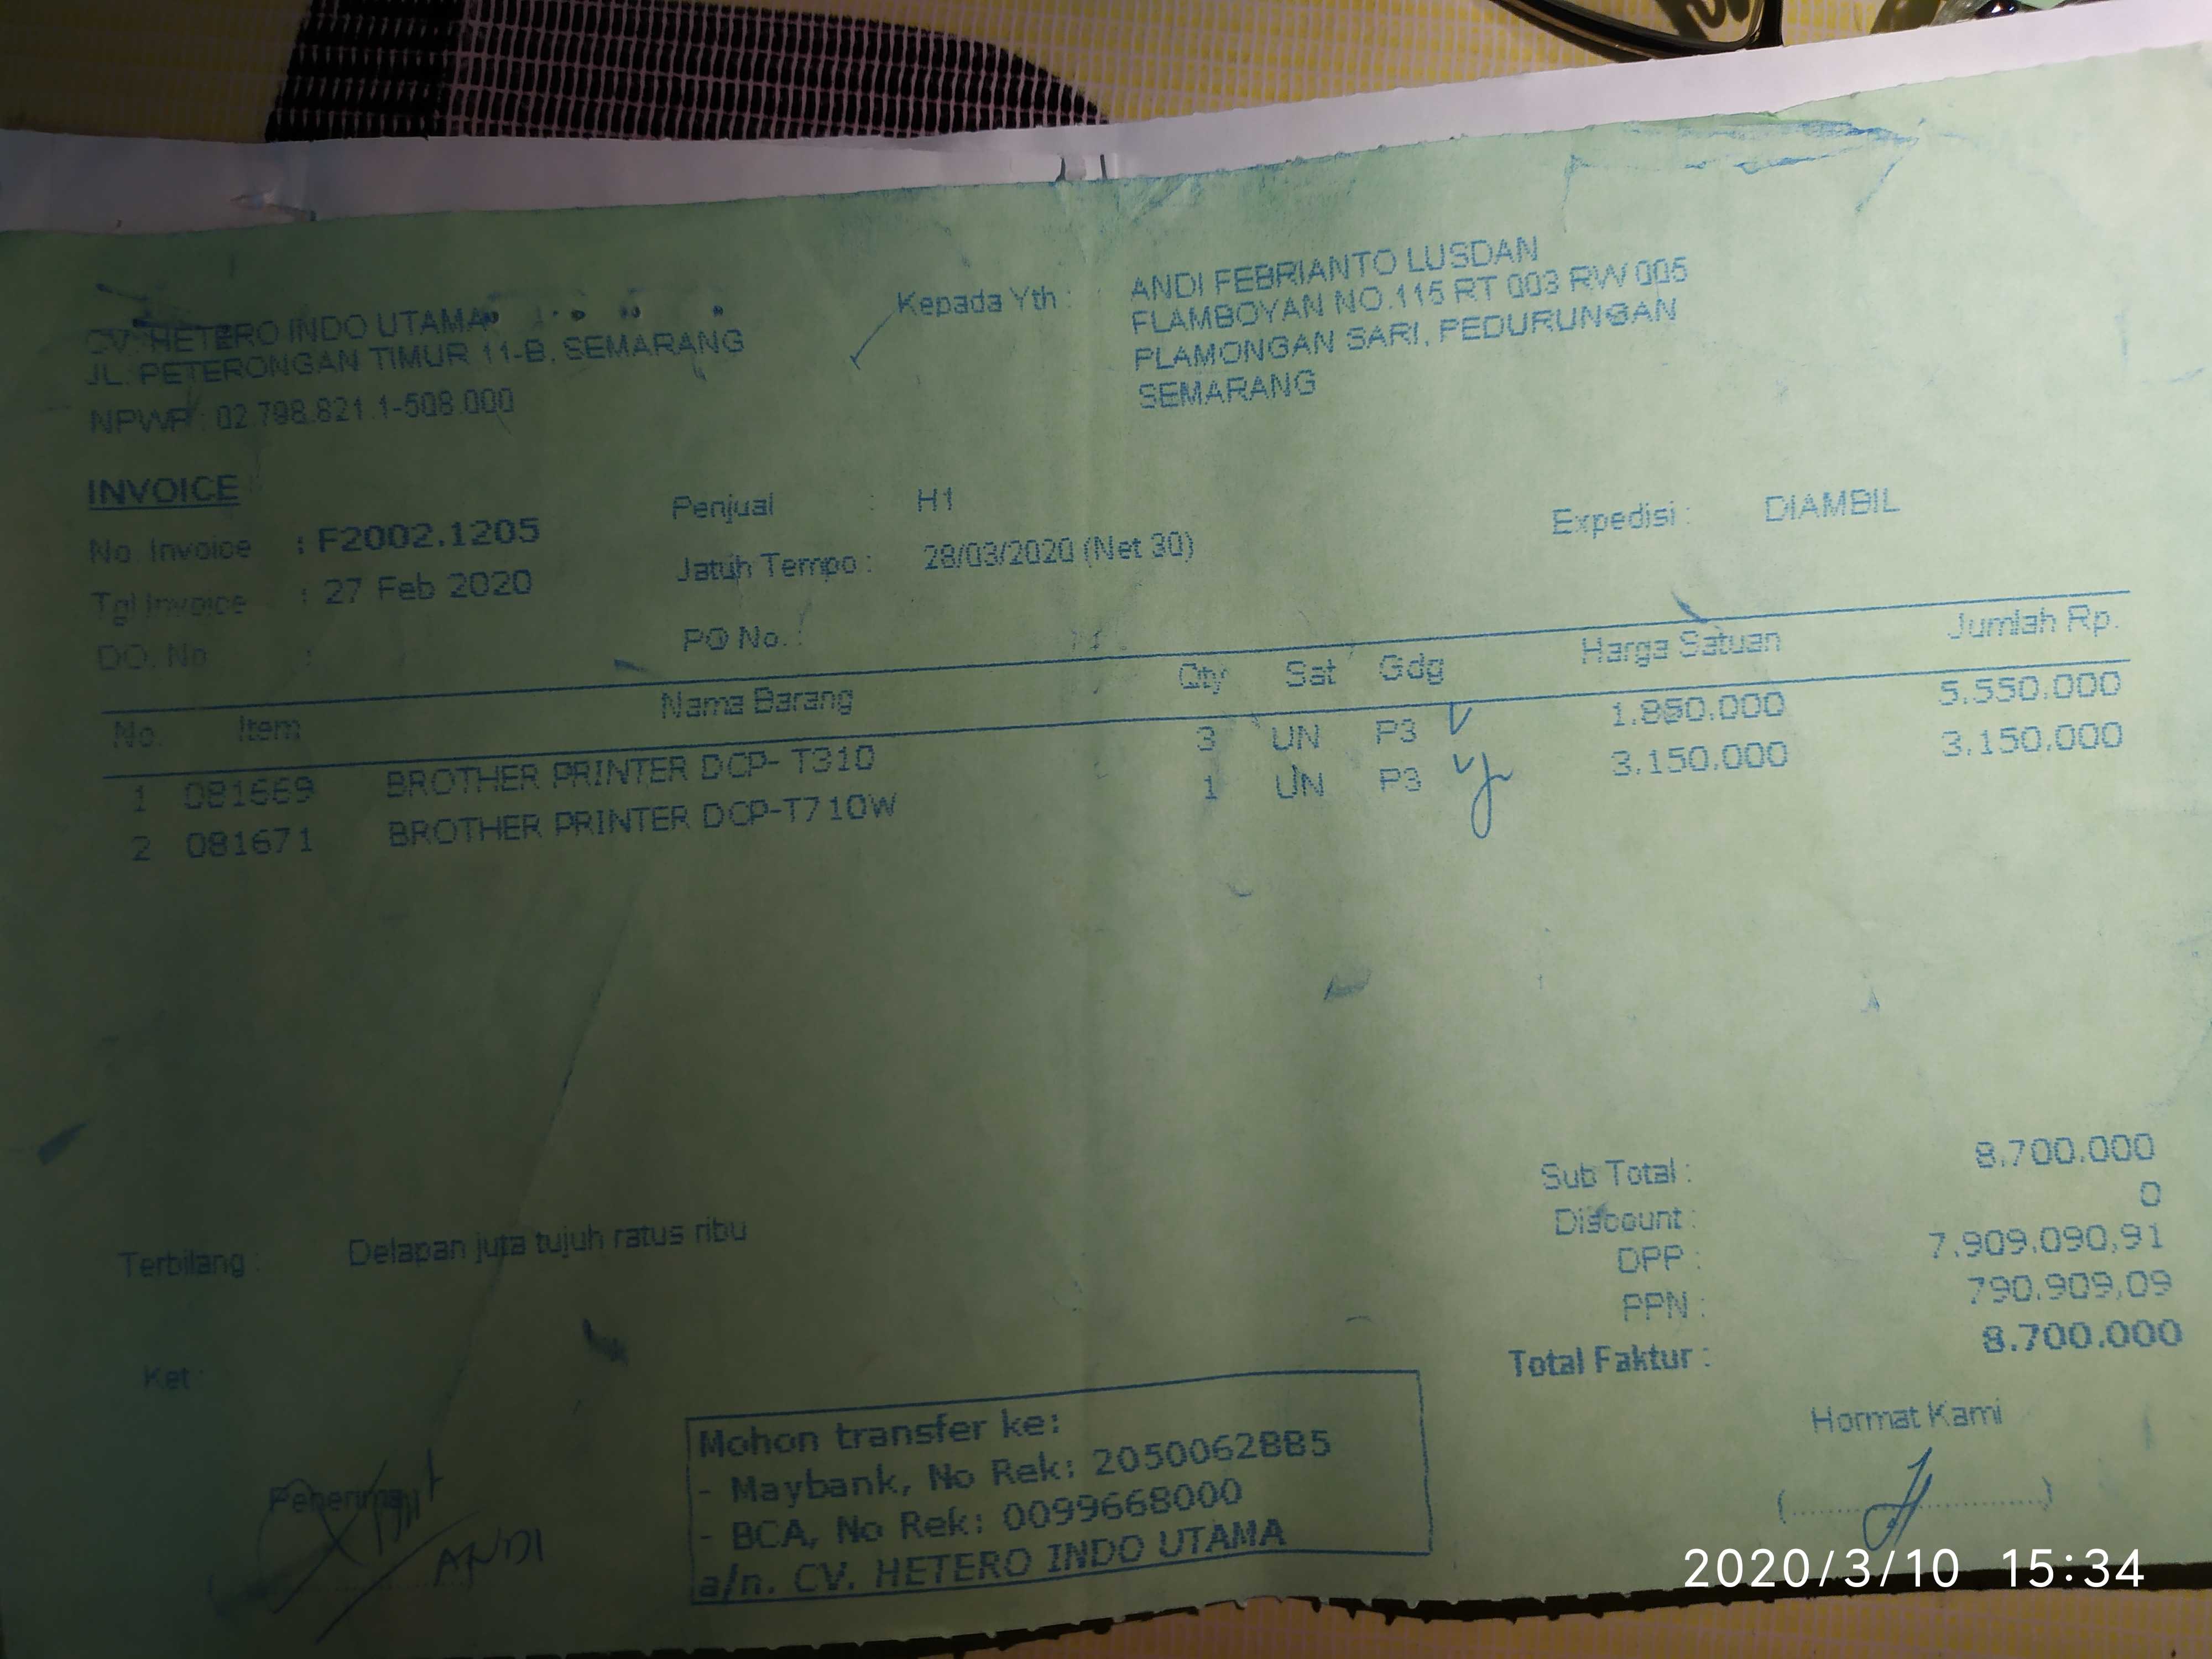 CV. HETERO INDO UTAMA
JL. PETERONGAN TIMUR 11-B, SEMARANG
NPWP : 02.798.821.1-508.000
Kepada Yth :
ANDI FEBRIANTO LUSDAN
FLAMBOYAN NO.115 RT 003 RW 005
PLAMONGAN SARI, PEDURUNGAN
SEMARANG
INVOICE
No. Invoice : F2002.1205 Penjual : H1 Expedisi : DIAMBIL
Tgl Invoice : 27 Feb 2020 Jatuh Tempo : 28/03/2020 (Net 30)
DO. No : PO No. :
No. Item Nama Barang Qty Sat Gdg Harga Satuan Jumlah Rp.
1 081669 BROTHER PRINTER DCP- T310 3 UN P3 1.850.000 5.550.000
2 081671 BROTHER PRINTER DCP-T710W 1 UN P3 3.150.000 3.150.000
Sub Total : 8.700.000
Discount : 0
DPP : 7.909.090,91
PPN : 790.909,09
Total Faktur : 8.700.000
Terbilang : Delapan juta tujuh ratus ribu
Ket :
Penerima
ANDI
Mohon transfer ke:
- Maybank, No Rek: 2050062885
- BCA, No Rek: 0099668000
a/n. CV. HETERO INDO UTAMA
Hormat Kami
(....................)
2020/3/10 15:34